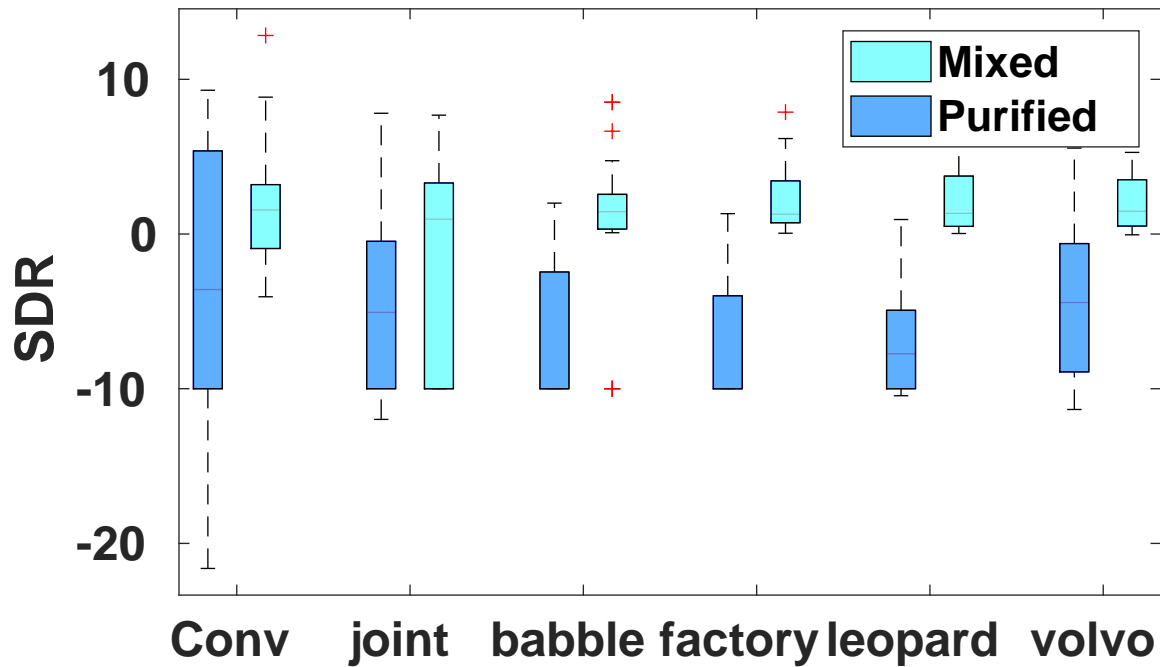 Mixed
Purified
10
0
-10
-20
SDR
Conv joint babble factory leopard volvo